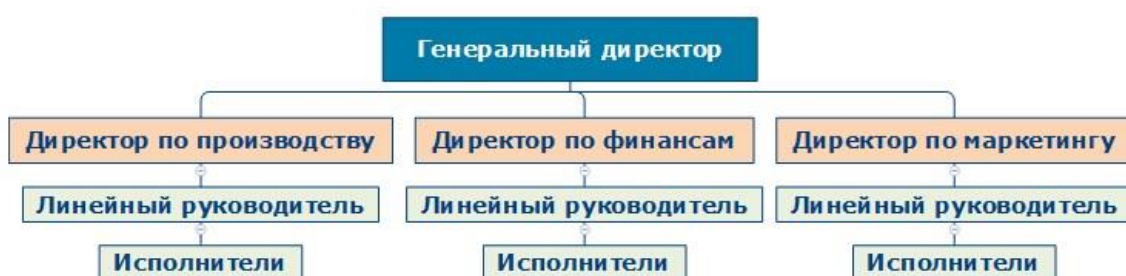 Генеральный директор
Директор по производству
Директор по финансам
Директор по маркетингу
Линейный руководитель
Линейный руководитель
Линейный руководитель
Исполнители
Исполнители
Исполнители